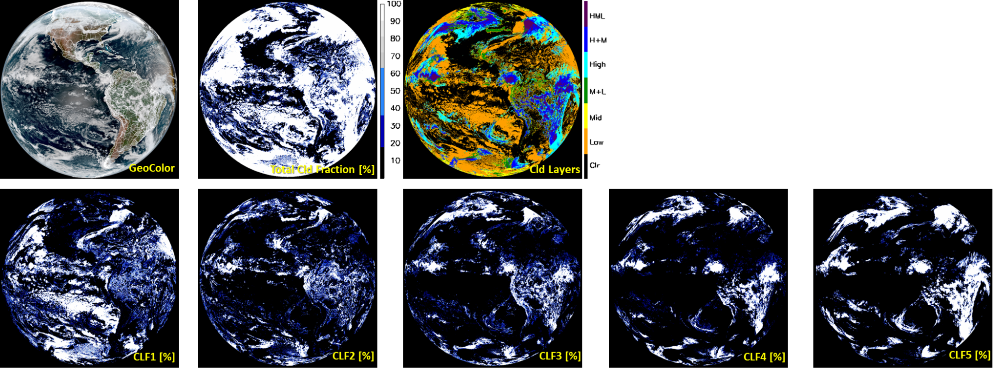 GeoColor
Total Cld Fraction [%]
100
90
80
70
60
50
40
30
20
10
Cld Layers
HML
H+M
High
M+L
Mid
Low
Clr
CLF1 [%]
CLF2 [%]
CLF3 [%]
CLF4 [%]
CLF5 [%]